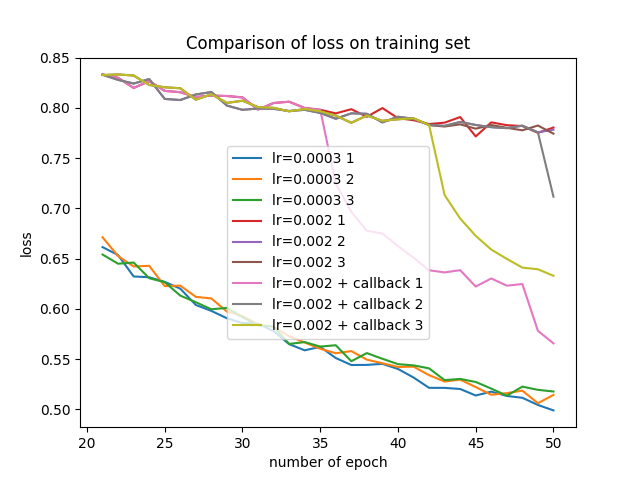 Comparison of loss on training set
loss
0.85
0.80
0.75
0.70
0.65
0.60
0.55
0.50
lr=0.0003 1
lr=0.0003 2
lr=0.0003 3
lr=0.002 1
lr=0.002 2
lr=0.002 3
lr=0.002 + callback 1
lr=0.002 + callback 2
lr=0.002 + callback 3
20 25 30 35 40 45 50
number of epoch